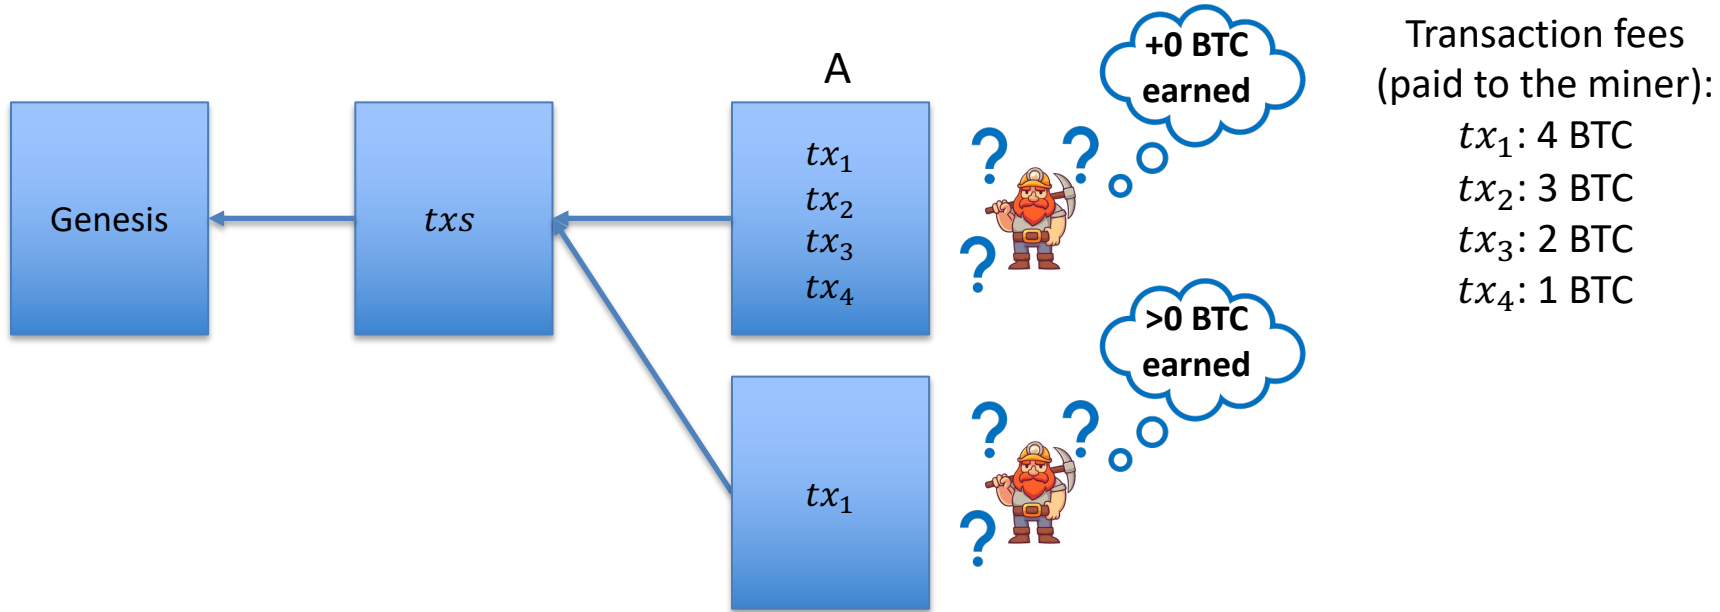 A
Genesis
txs
tx₁
tx₂
tx₃
tx₄
?
?
?
+0 BTC
earned
tx₁
?
?
?
>0 BTC
earned
Transaction fees
(paid to the miner):
tx₁: 4 BTC
tx₂: 3 BTC
tx₃: 2 BTC
tx₄: 1 BTC